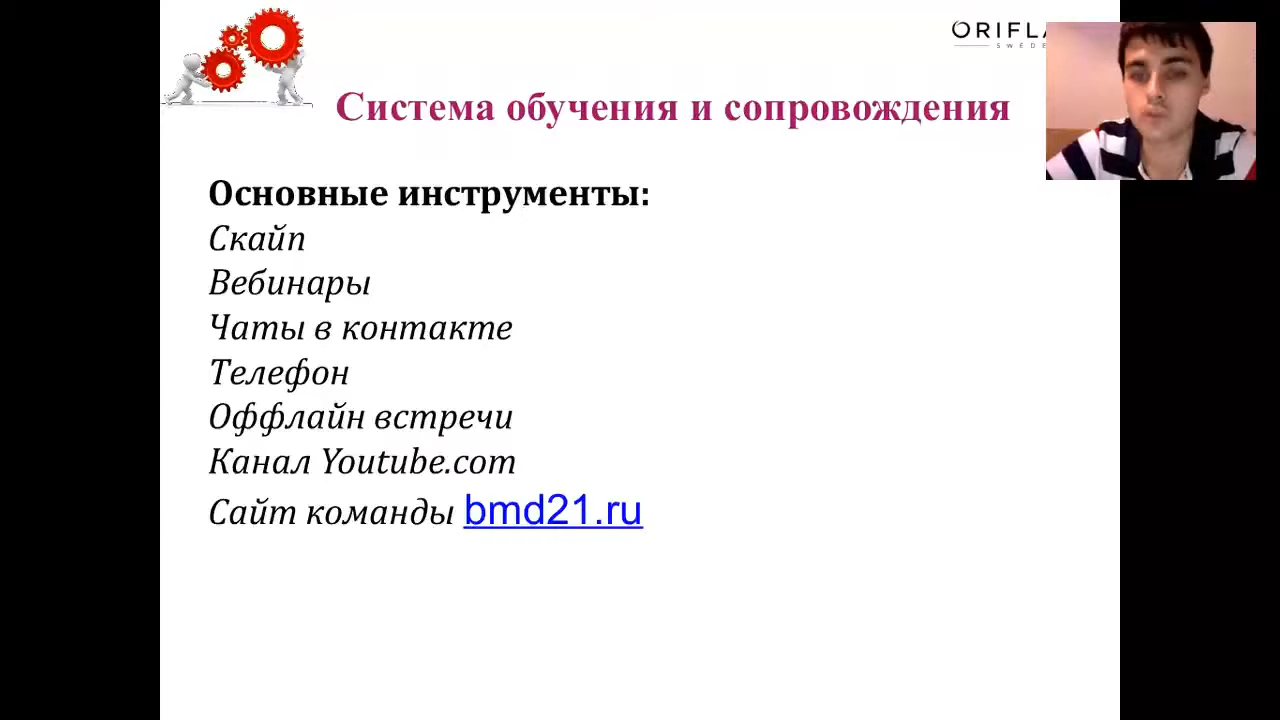 ORIFLA
SWEDE
Система обучения и сопровождения
Основные инструменты:
Скайп
Вебинары
Чаты в контакте
Телефон
Оффлайн встречи
Канал Youtube.com
Сайт команды bmd21.ru